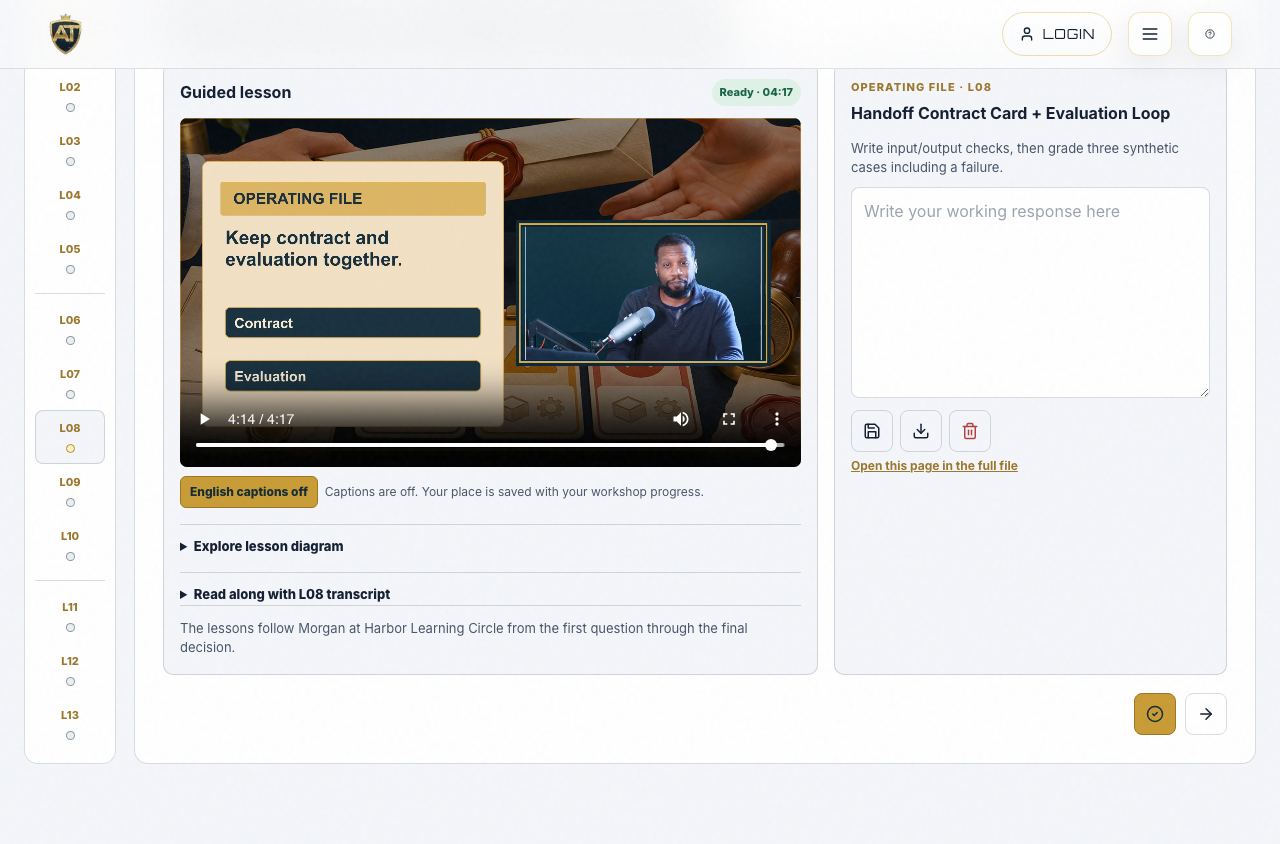 AT
LOGIN
L02
L03
L04
L05
L06
L07
L08
L09
L10
L11
L12
L13
Guided lesson
Ready · 04:17
OPERATING FILE
Keep contract and
evaluation together.
Contract
Evaluation
4:14 / 4:17
English captions off
Captions are off. Your place is saved with your workshop progress.
Explore lesson diagram
Read along with L08 transcript
The lessons follow Morgan at Harbor Learning Circle from the first question through the final
decision.
OPERATING FILE · L08
Handoff Contract Card + Evaluation Loop
Write input/output checks, then grade three synthetic
cases including a failure.
Write your working response here
Open this page in the full file